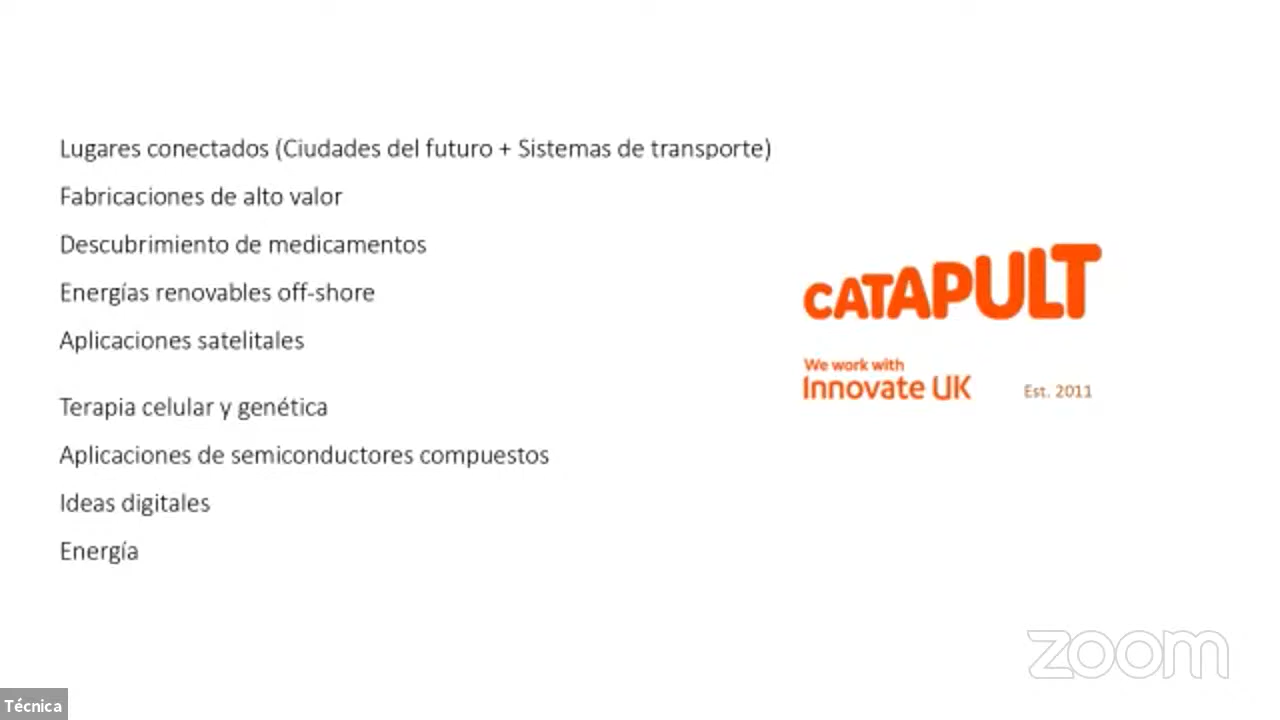 Lugares conectados (Ciudades del futuro + Sistemas de transporte)
Fabricaciones de alto valor
Descubrimiento de medicamentos
Energías renovables off-shore
Aplicaciones satelitales
Terapia celular y genética
Aplicaciones de semiconductores compuestos
Ideas digitales
Energía
CATAPULT
We work with
Innovate UK
Est. 2011
zoom
Técnica